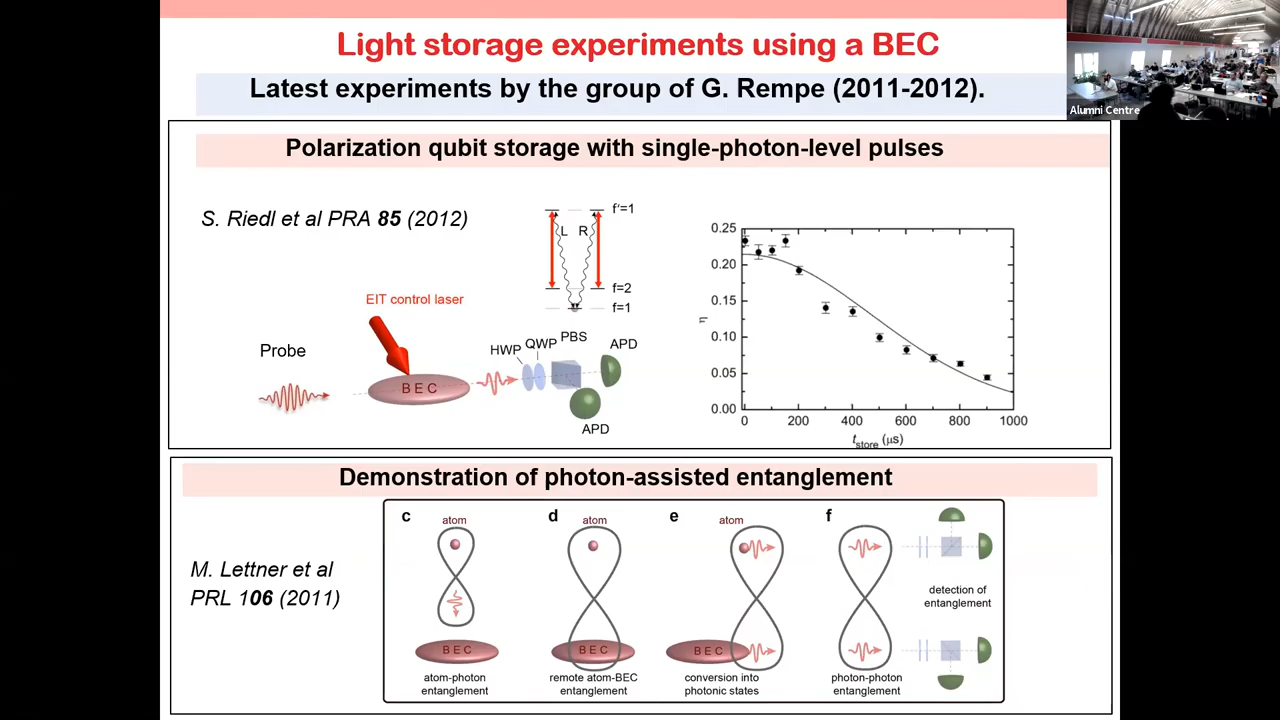 Light storage experiments using a BEC
Latest experiments by the group of G. Rempe (2011-2012).
Alumni Centre
Polarization qubit storage with single-photon-level pulses
S. Riedl et al PRA 85 (2012)
f'=1
L R
f=2
f=1
EIT control laser
Probe
BEC
HWP
QWP
PBS
APD
APD
0.25
0.20
0.15
0.10
0.05
0.00
η
0 200 400 600 800 1000
tstore (μs)
Demonstration of photon-assisted entanglement
M. Lettner et al
PRL 106 (2011)
c d e f
atom atom atom
BEC BEC BEC
atom-photon
entanglement
remote atom-BEC
entanglement
conversion into
photonic states
photon-photon
entanglement
detection of
entanglement